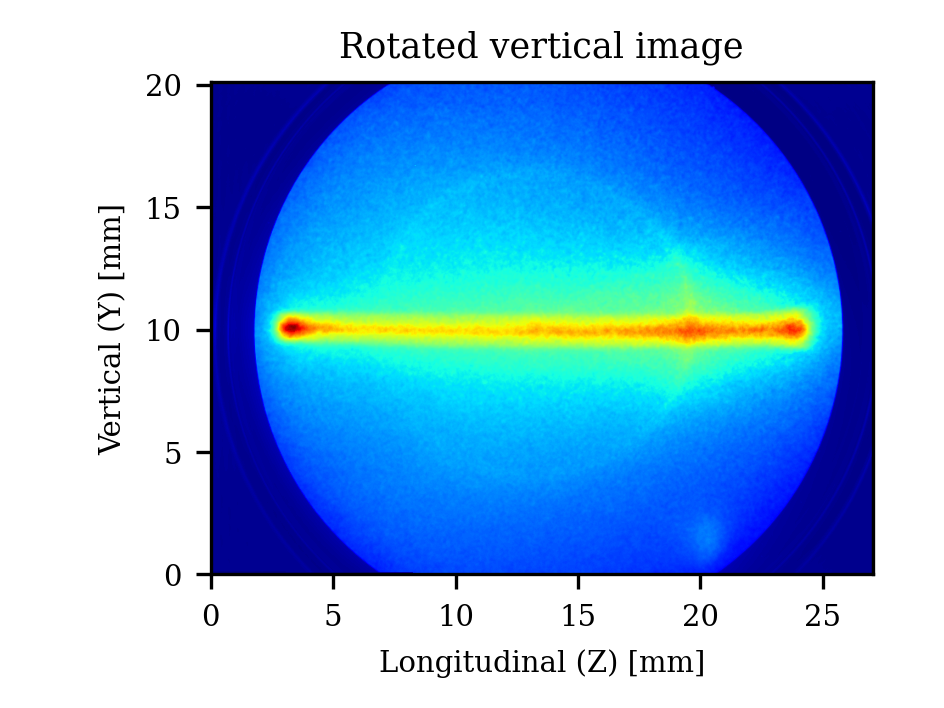 Rotated vertical image
20
15
10
5
0
Vertical (Y) [mm]
0 5 10 15 20 25
Longitudinal (Z) [mm]